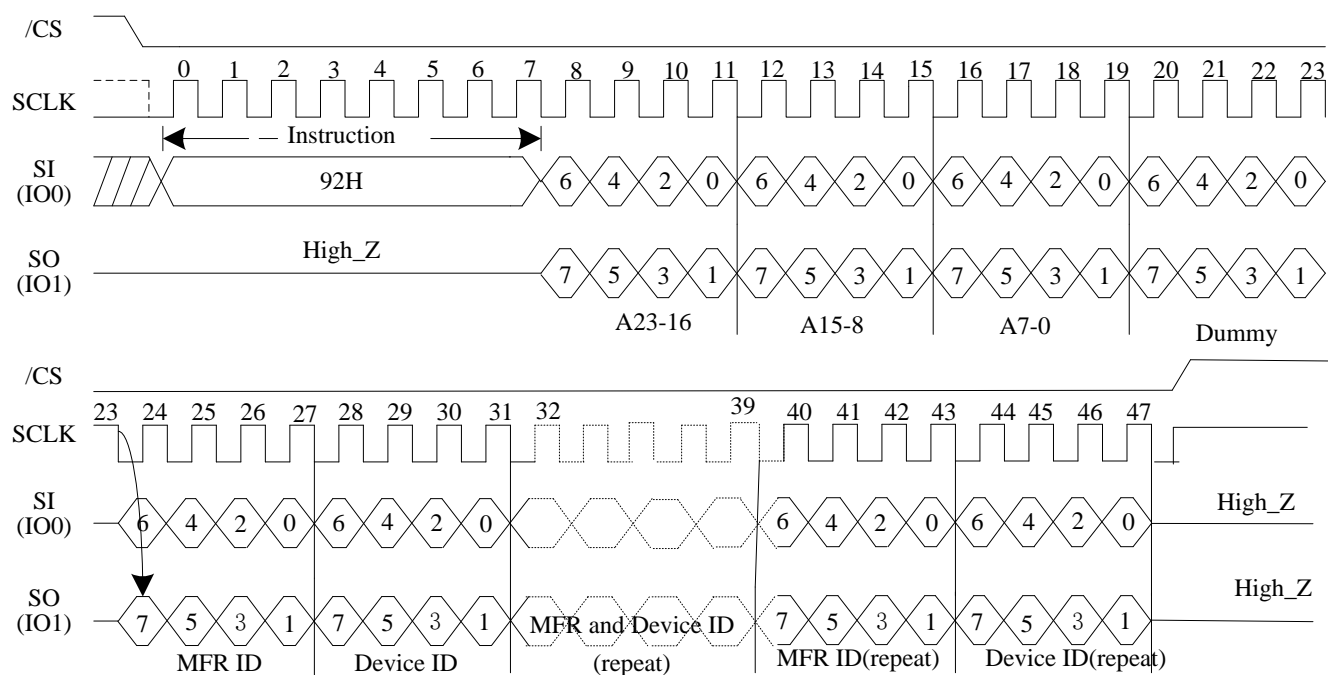 /CS
0 1 2 3 4 5 6 7 8 9 10 11 12 13 14 15 16 17 18 19 20 21 22 23
SCLK
Instruction
SI
(IO0)
92H
6 4 2 0 6 4 2 0 6 4 2 0 6 4 2 0
SO
(IO1)
High_Z
7 5 3 1 7 5 3 1 7 5 3 1 7 5 3 1
A23-16 A15-8 A7-0 Dummy
/CS
23 24 25 26 27 28 29 30 31 32 39 40 41 42 43 44 45 46 47
SCLK
SI
(IO0)
6 4 2 0 6 4 2 0 6 4 2 0 6 4 2 0
High_Z
SO
(IO1)
7 5 3 1 7 5 3 1 MFR and Device ID 7 5 3 1 7 5 3 1
High_Z
MFR ID Device ID (repeat) MFR ID(repeat) Device ID(repeat)